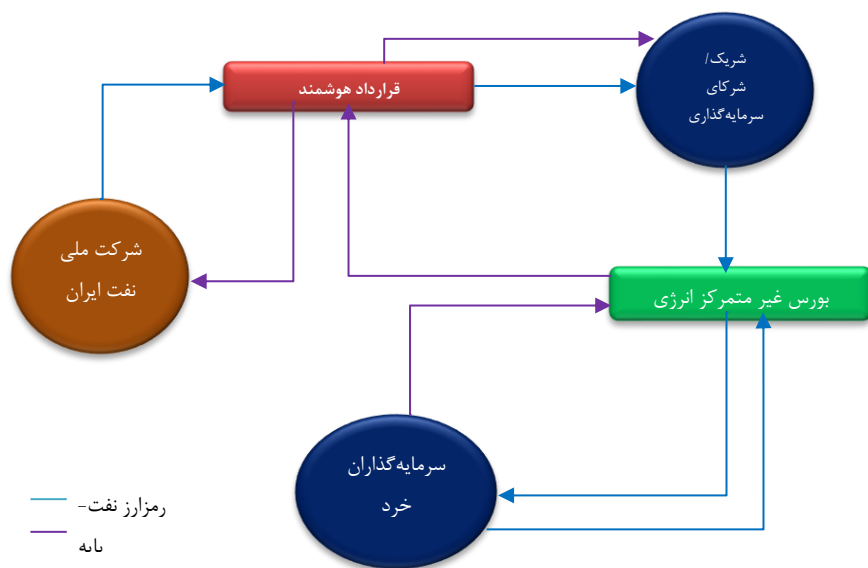 شریک/
شرکای
سرمایه‌گذاری
قرارداد هوشمند
شرکت ملی
نفت ایران
بورس غیر متمرکز انرژی
سرمایه‌گذاران
خرد
رمزارز نفت-
پایه